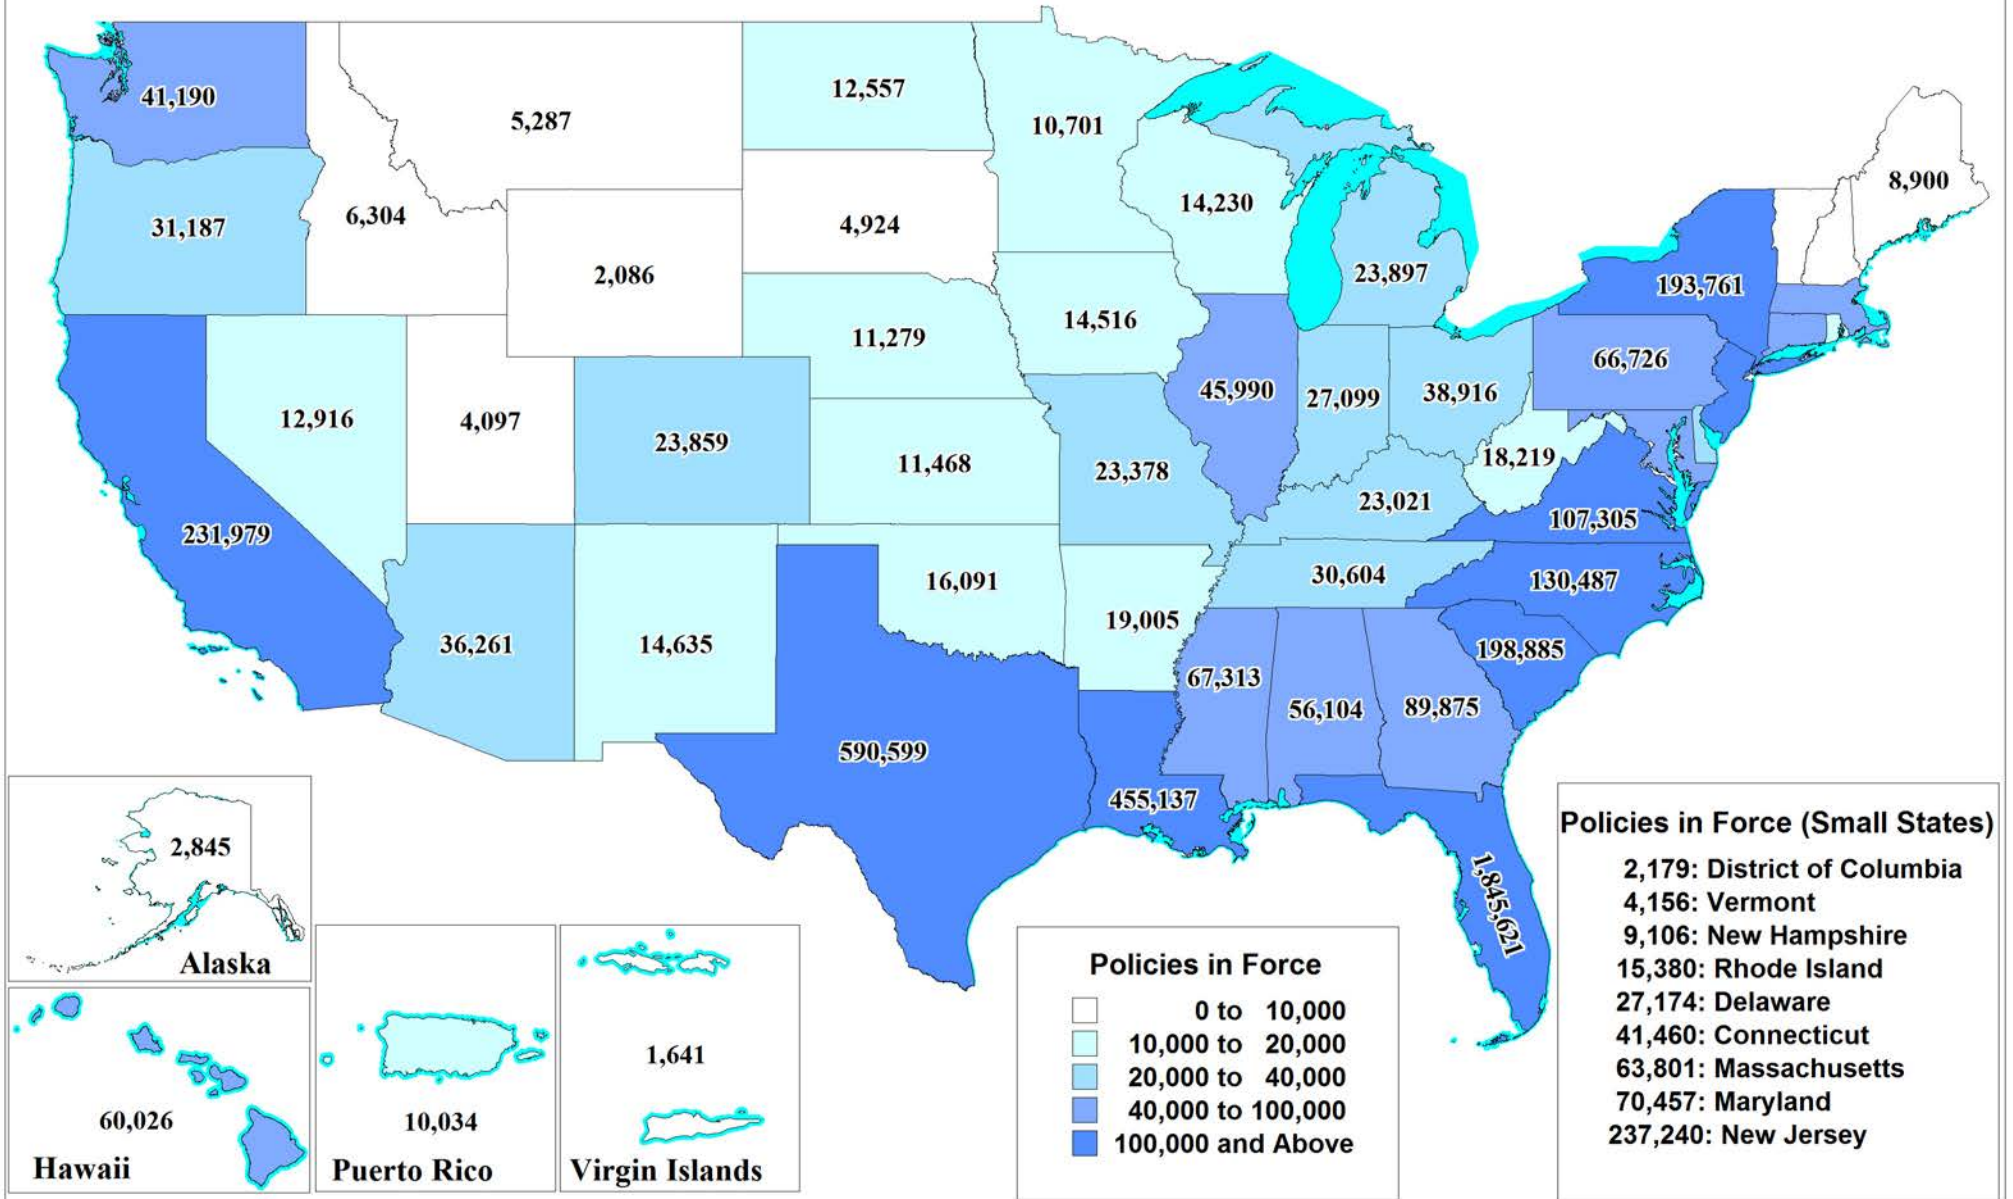 41,190
5,287
12,557
10,701
8,900
31,187
6,304
4,924
14,230
2,086
23,897
193,761
11,279
14,516
66,726
12,916
4,097
23,859
45,990
27,099
38,916
11,468
23,378
18,219
23,021
107,305
231,979
16,091
30,604
130,487
36,261
14,635
19,005
198,885
67,313
56,104
89,875
590,599
455,137
1,845,621
2,845
Alaska
60,026
Hawaii
10,034
Puerto Rico
1,641
Virgin Islands
Policies in Force
0 to 10,000
10,000 to 20,000
20,000 to 40,000
40,000 to 100,000
100,000 and Above
Policies in Force (Small States)
2,179: District of Columbia
4,156: Vermont
9,106: New Hampshire
15,380: Rhode Island
27,174: Delaware
41,460: Connecticut
63,801: Massachusetts
70,457: Maryland
237,240: New Jersey